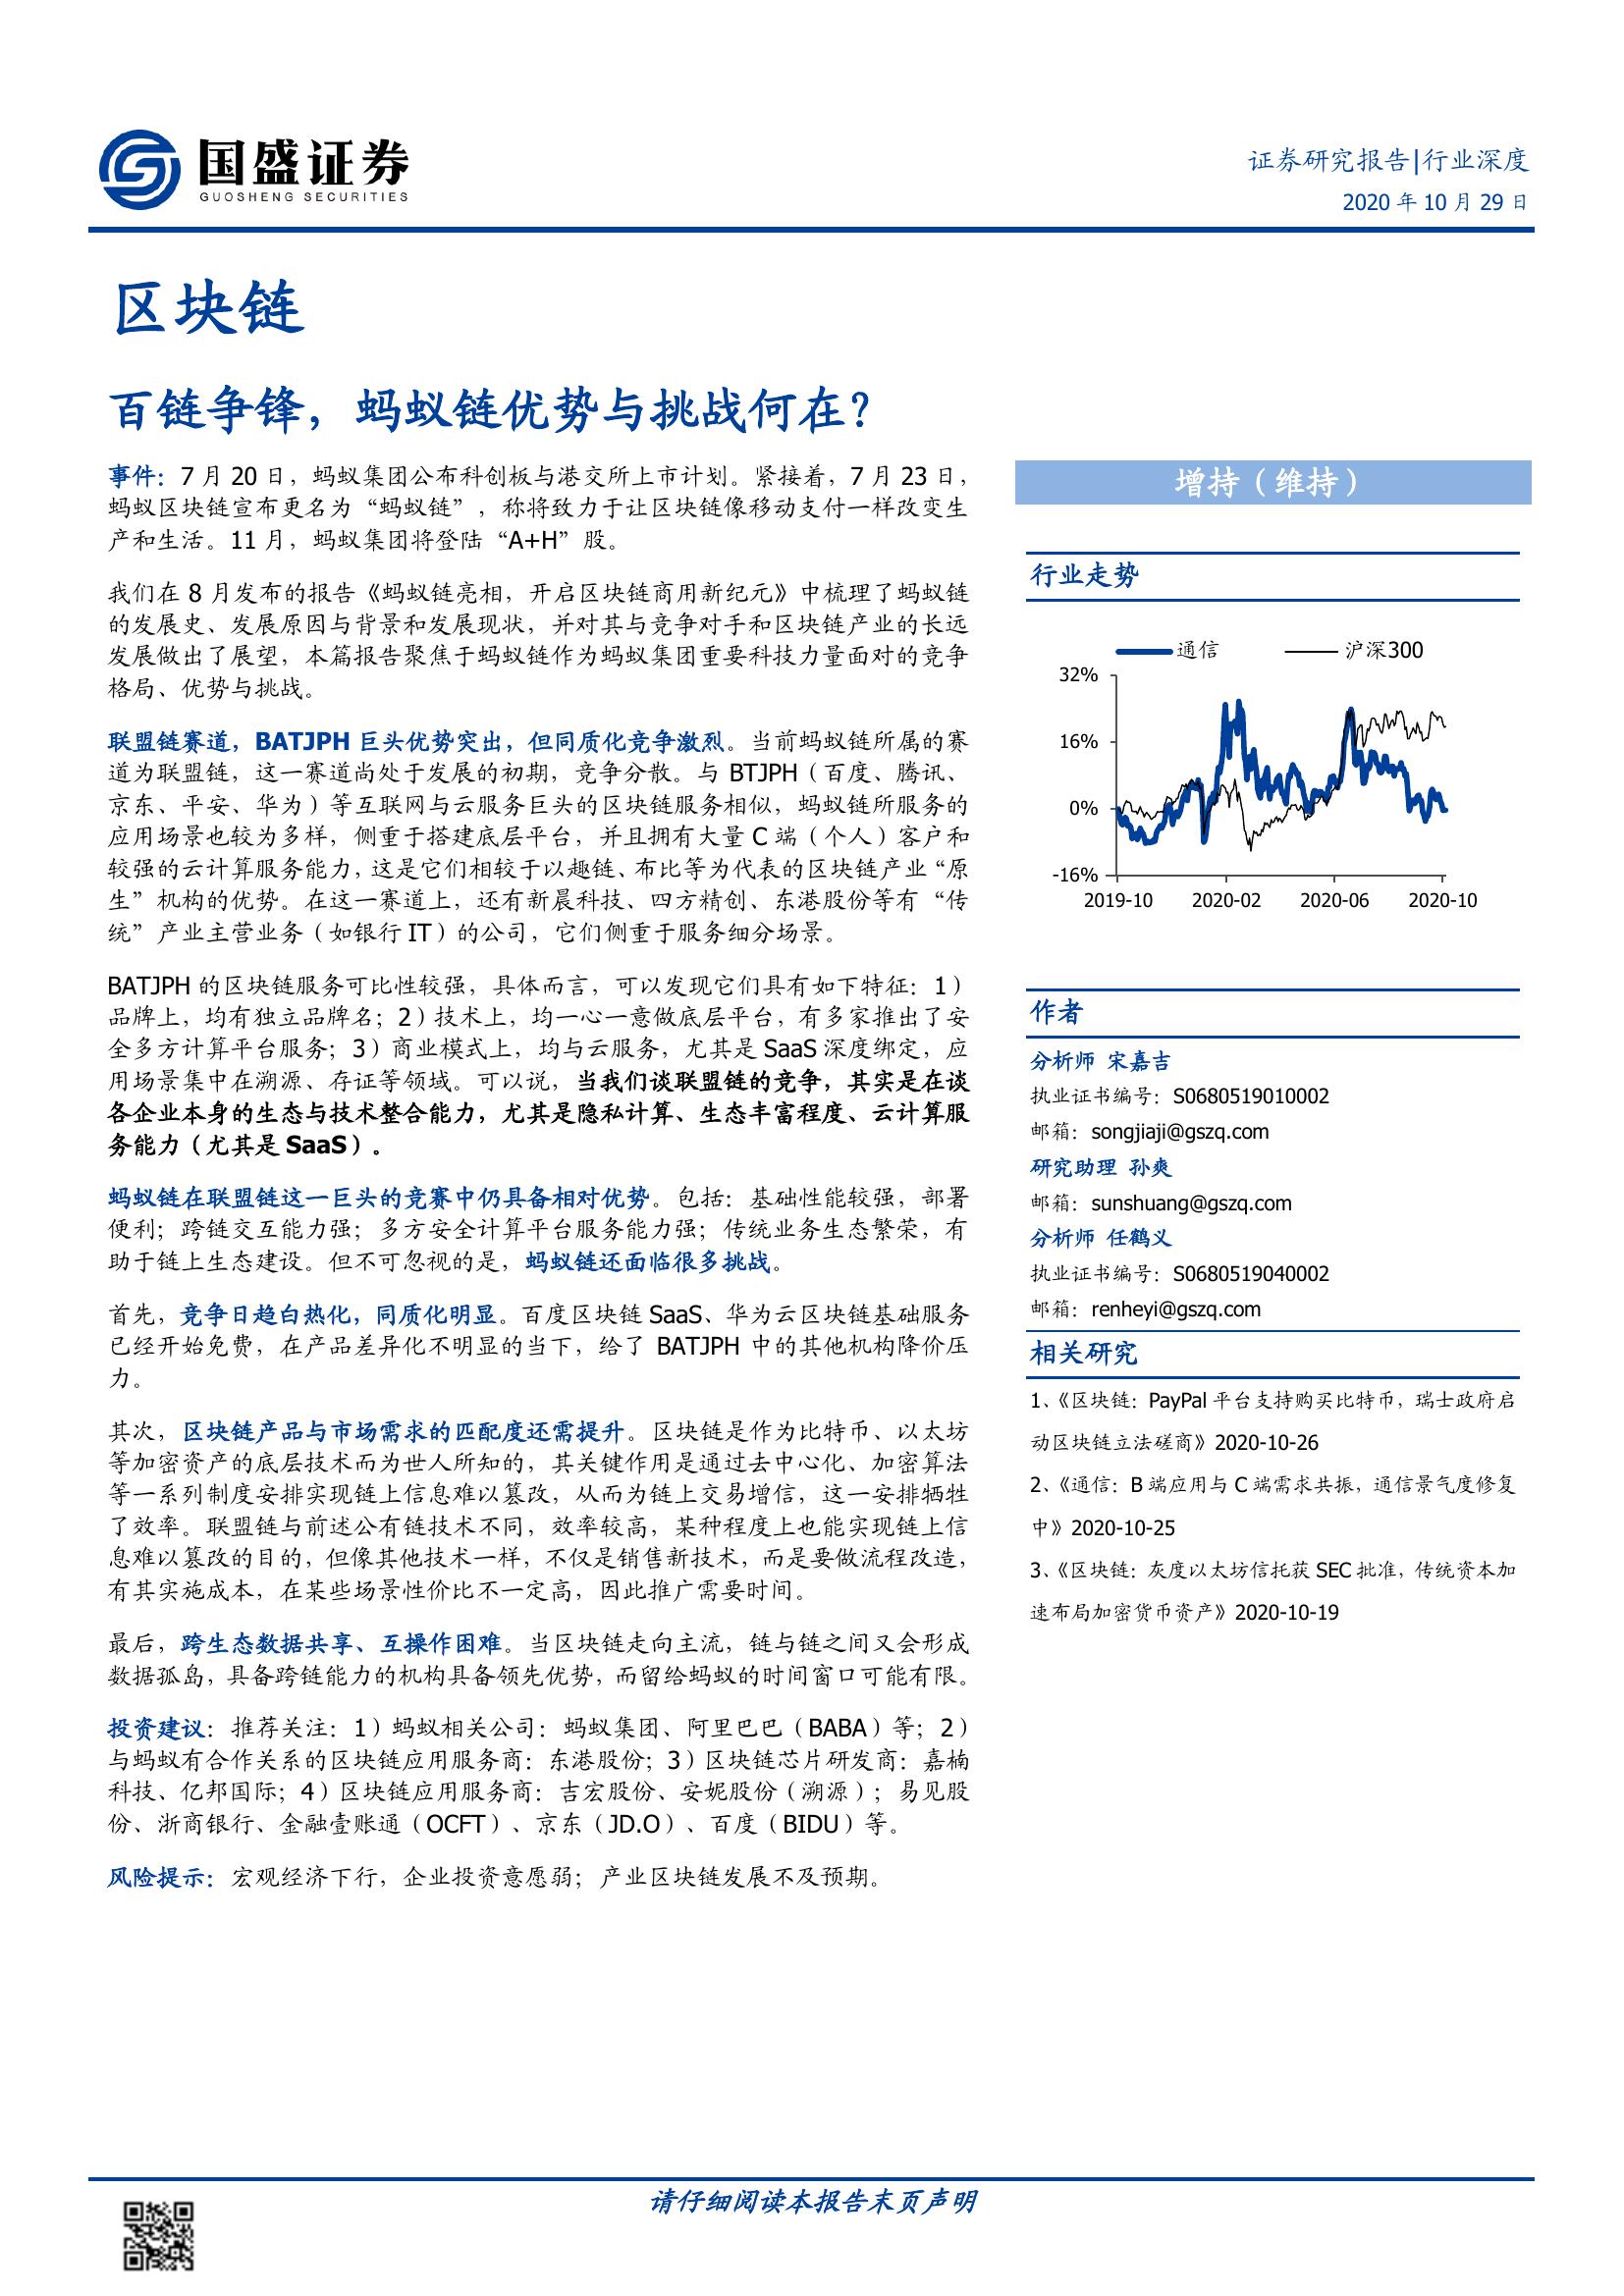 国盛证券
GUOSHENG SECURITIES
证券研究报告|行业深度
2020 年 10 月 29 日
区块链
百链争锋，蚂蚁链优势与挑战何在？
事件：7 月 20 日，蚂蚁集团公布科创板与港交所上市计划。紧接着，7 月 23 日，
蚂蚁区块链宣布更名为“蚂蚁链”，称将致力于让区块链像移动支付一样改变生
产和生活。11 月，蚂蚁集团将登陆“A+H”股。
我们在 8 月发布的报告《蚂蚁链亮相，开启区块链商用新纪元》中梳理了蚂蚁链
的发展史、发展原因与背景和发展现状，并对其与竞争对手和区块链产业的长远
发展做出了展望，本篇报告聚焦于蚂蚁链作为蚂蚁集团重要科技力量面对的竞争
格局、优势与挑战。
联盟链赛道，BATJPH 巨头优势突出，但同质化竞争激烈。当前蚂蚁链所属的赛
道为联盟链，这一赛道尚处于发展的初期，竞争分散。与 BTJPH（百度、腾讯、
京东、平安、华为）等互联网与云服务巨头的区块链服务相似，蚂蚁链所服务的
应用场景也较为多样，侧重于搭建底层平台，并且拥有大量 C 端（个人）客户和
较强的云计算服务能力，这是它们相较于以趣链、布比等为代表的区块链产业“原
生”机构的优势。在这一赛道上，还有新晨科技、四方精创、东港股份等有“传
统”产业主营业务（如银行 IT）的公司，它们侧重于服务细分场景。
BATJPH 的区块链服务可比性较强，具体而言，可以发现它们具有如下特征：1）
品牌上，均有独立品牌名；2）技术上，均一心一意做底层平台，有多家推出了安
全多方计算平台服务；3）商业模式上，均与云服务，尤其是 SaaS 深度绑定，应
用场景集中在溯源、存证等领域。可以说，当我们谈联盟链的竞争，其实是在谈
各企业本身的生态与技术整合能力，尤其是隐私计算、生态丰富程度、云计算服
务能力（尤其是 SaaS）。
蚂蚁链在联盟链这一巨头的竞赛中仍具备相对优势。包括：基础性能较强，部署
便利；跨链交互能力强；多方安全计算平台服务能力强；传统业务生态繁荣，有
助于链上生态建设。但不可忽视的是，蚂蚁链还面临很多挑战。
首先，竞争日趋白热化，同质化明显。百度区块链 SaaS、华为云区块链基础服务
已经开始免费，在产品差异化不明显的当下，给了 BATJPH 中的其他机构降价压
力。
其次，区块链产品与市场需求的匹配度还需提升。区块链是作为比特币、以太坊
等加密资产的底层技术而为世人所知的，其关键作用是通过去中心化、加密算法
等一系列制度安排实现链上信息难以篡改，从而为链上交易增信，这一安排牺牲
了效率。联盟链与前述公有链技术不同，效率较高，某种程度上也能实现链上信
息难以篡改的目的，但像其他技术一样，不仅是销售新技术，而是要做流程改造，
有其实施成本，在某些场景性价比不一定高，因此推广需要时间。
最后，跨生态数据共享、互操作困难。当区块链走向主流，链与链之间又会形成
数据孤岛，具备跨链能力的机构具备领先优势，而留给蚂蚁的时间窗口可能有限。
投资建议：推荐关注：1）蚂蚁相关公司：蚂蚁集团、阿里巴巴（BABA）等；2）
与蚂蚁有合作关系的区块链应用服务商：东港股份；3）区块链芯片研发商：嘉楠
科技、亿邦国际；4）区块链应用服务商：吉宏股份、安妮股份（溯源）；易见股
份、浙商银行、金融壹账通（OCFT）、京东（JD.O）、百度（BIDU）等。
风险提示：宏观经济下行，企业投资意愿弱；产业区块链发展不及预期。
增持（维持）
行业走势
通信
沪深300
32%
16%
0%
-16%
2019-10
2020-02
2020-06
2020-10
作者
分析师 宋嘉吉
执业证书编号：S0680519010002
邮箱：songjiaji@gszq.com
研究助理 孙爽
邮箱：sunshuang@gszq.com
分析师 任鹤义
执业证书编号：S0680519040002
邮箱：renheyi@gszq.com
相关研究
1、《区块链：PayPal 平台支持购买比特币，瑞士政府启
动区块链立法磋商》2020-10-26
2、《通信：B 端应用与 C 端需求共振，通信景气度修复
中》2020-10-25
3、《区块链：灰度以太坊信托获 SEC 批准，传统资本加
速布局加密货币资产》2020-10-19
请仔细阅读本报告末页声明